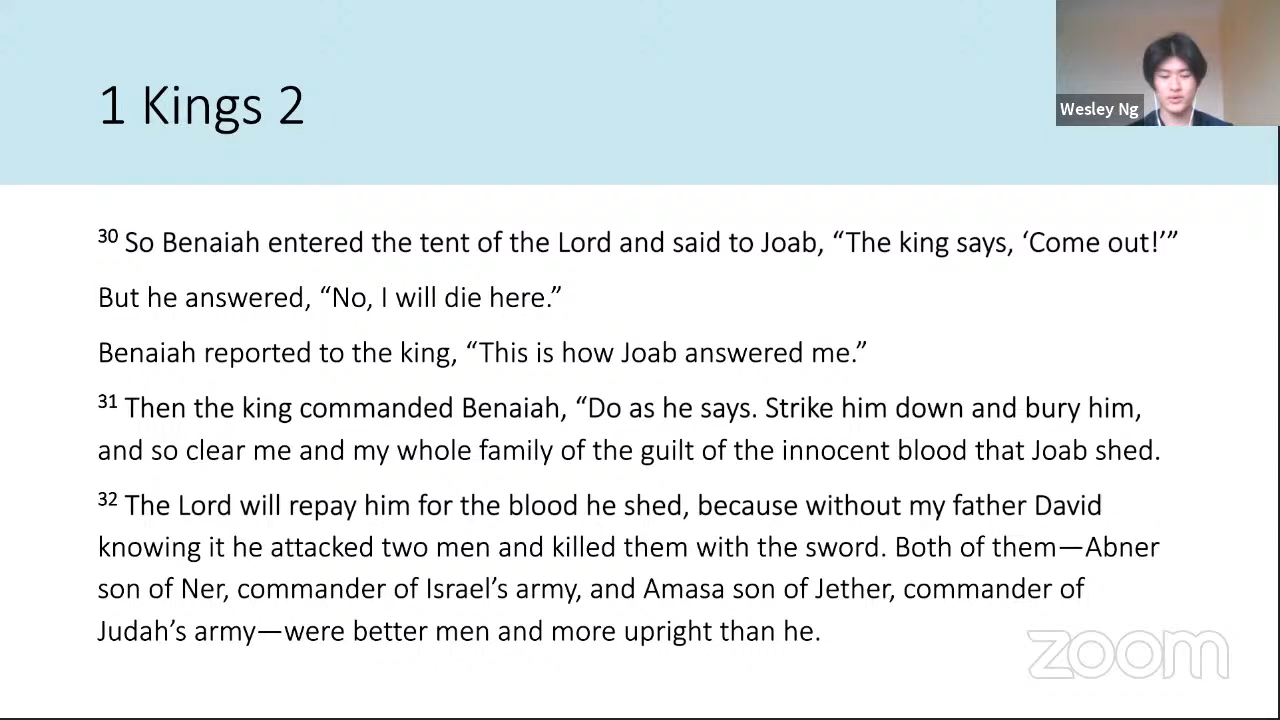 1 Kings 2
Wesley Ng
30 So Benaiah entered the tent of the Lord and said to Joab, “The king says, ‘Come out!’”
But he answered, “No, I will die here.”
Benaiah reported to the king, “This is how Joab answered me.”
31 Then the king commanded Benaiah, “Do as he says. Strike him down and bury him,
and so clear me and my whole family of the guilt of the innocent blood that Joab shed.
32 The Lord will repay him for the blood he shed, because without my father David
knowing it he attacked two men and killed them with the sword. Both of them—Abner
son of Ner, commander of Israel’s army, and Amasa son of Jether, commander of
Judah’s army—were better men and more upright than he.
zoom